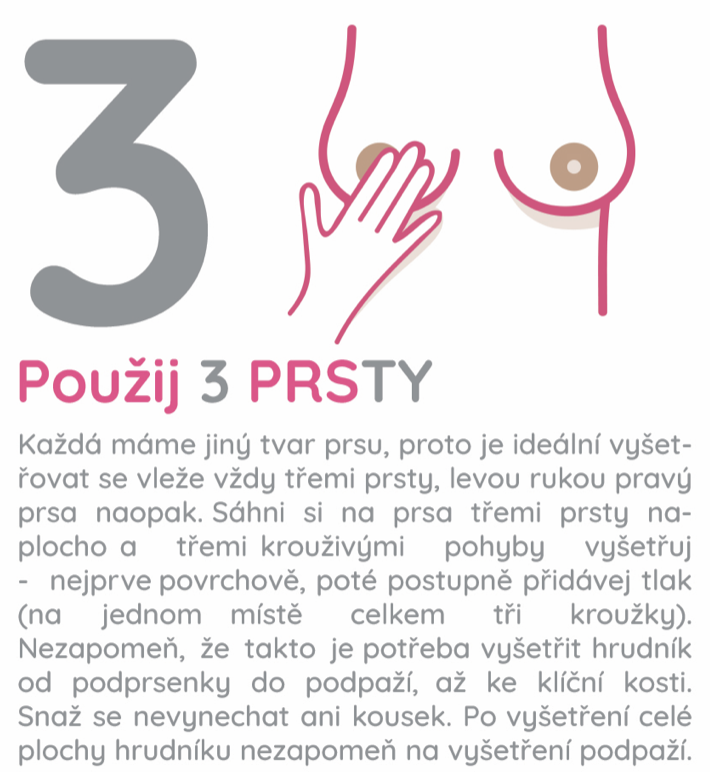 3
Použij 3 PRSTY
Každá máme jiný tvar prsu, proto je ideální vyšet-
řovat se vleže vždy třemi prsty, levou rukou pravý
prsa naopak. Sáhni si na prsa třemi prsty na-
plocho a třemi krouživými pohyby vyšetřuj
- nejprve povrchově, poté postupně přidávej tlak
(na jednom místě celkem tři kroužky).
Nezapomeň, že takto je potřeba vyšetřit hrudník
od podprsenky do podpaží, až ke klíční kosti.
Snaž se nevynechat ani kousek. Po vyšetření celé
plochy hrudníku nezapomeň na vyšetření podpaží.